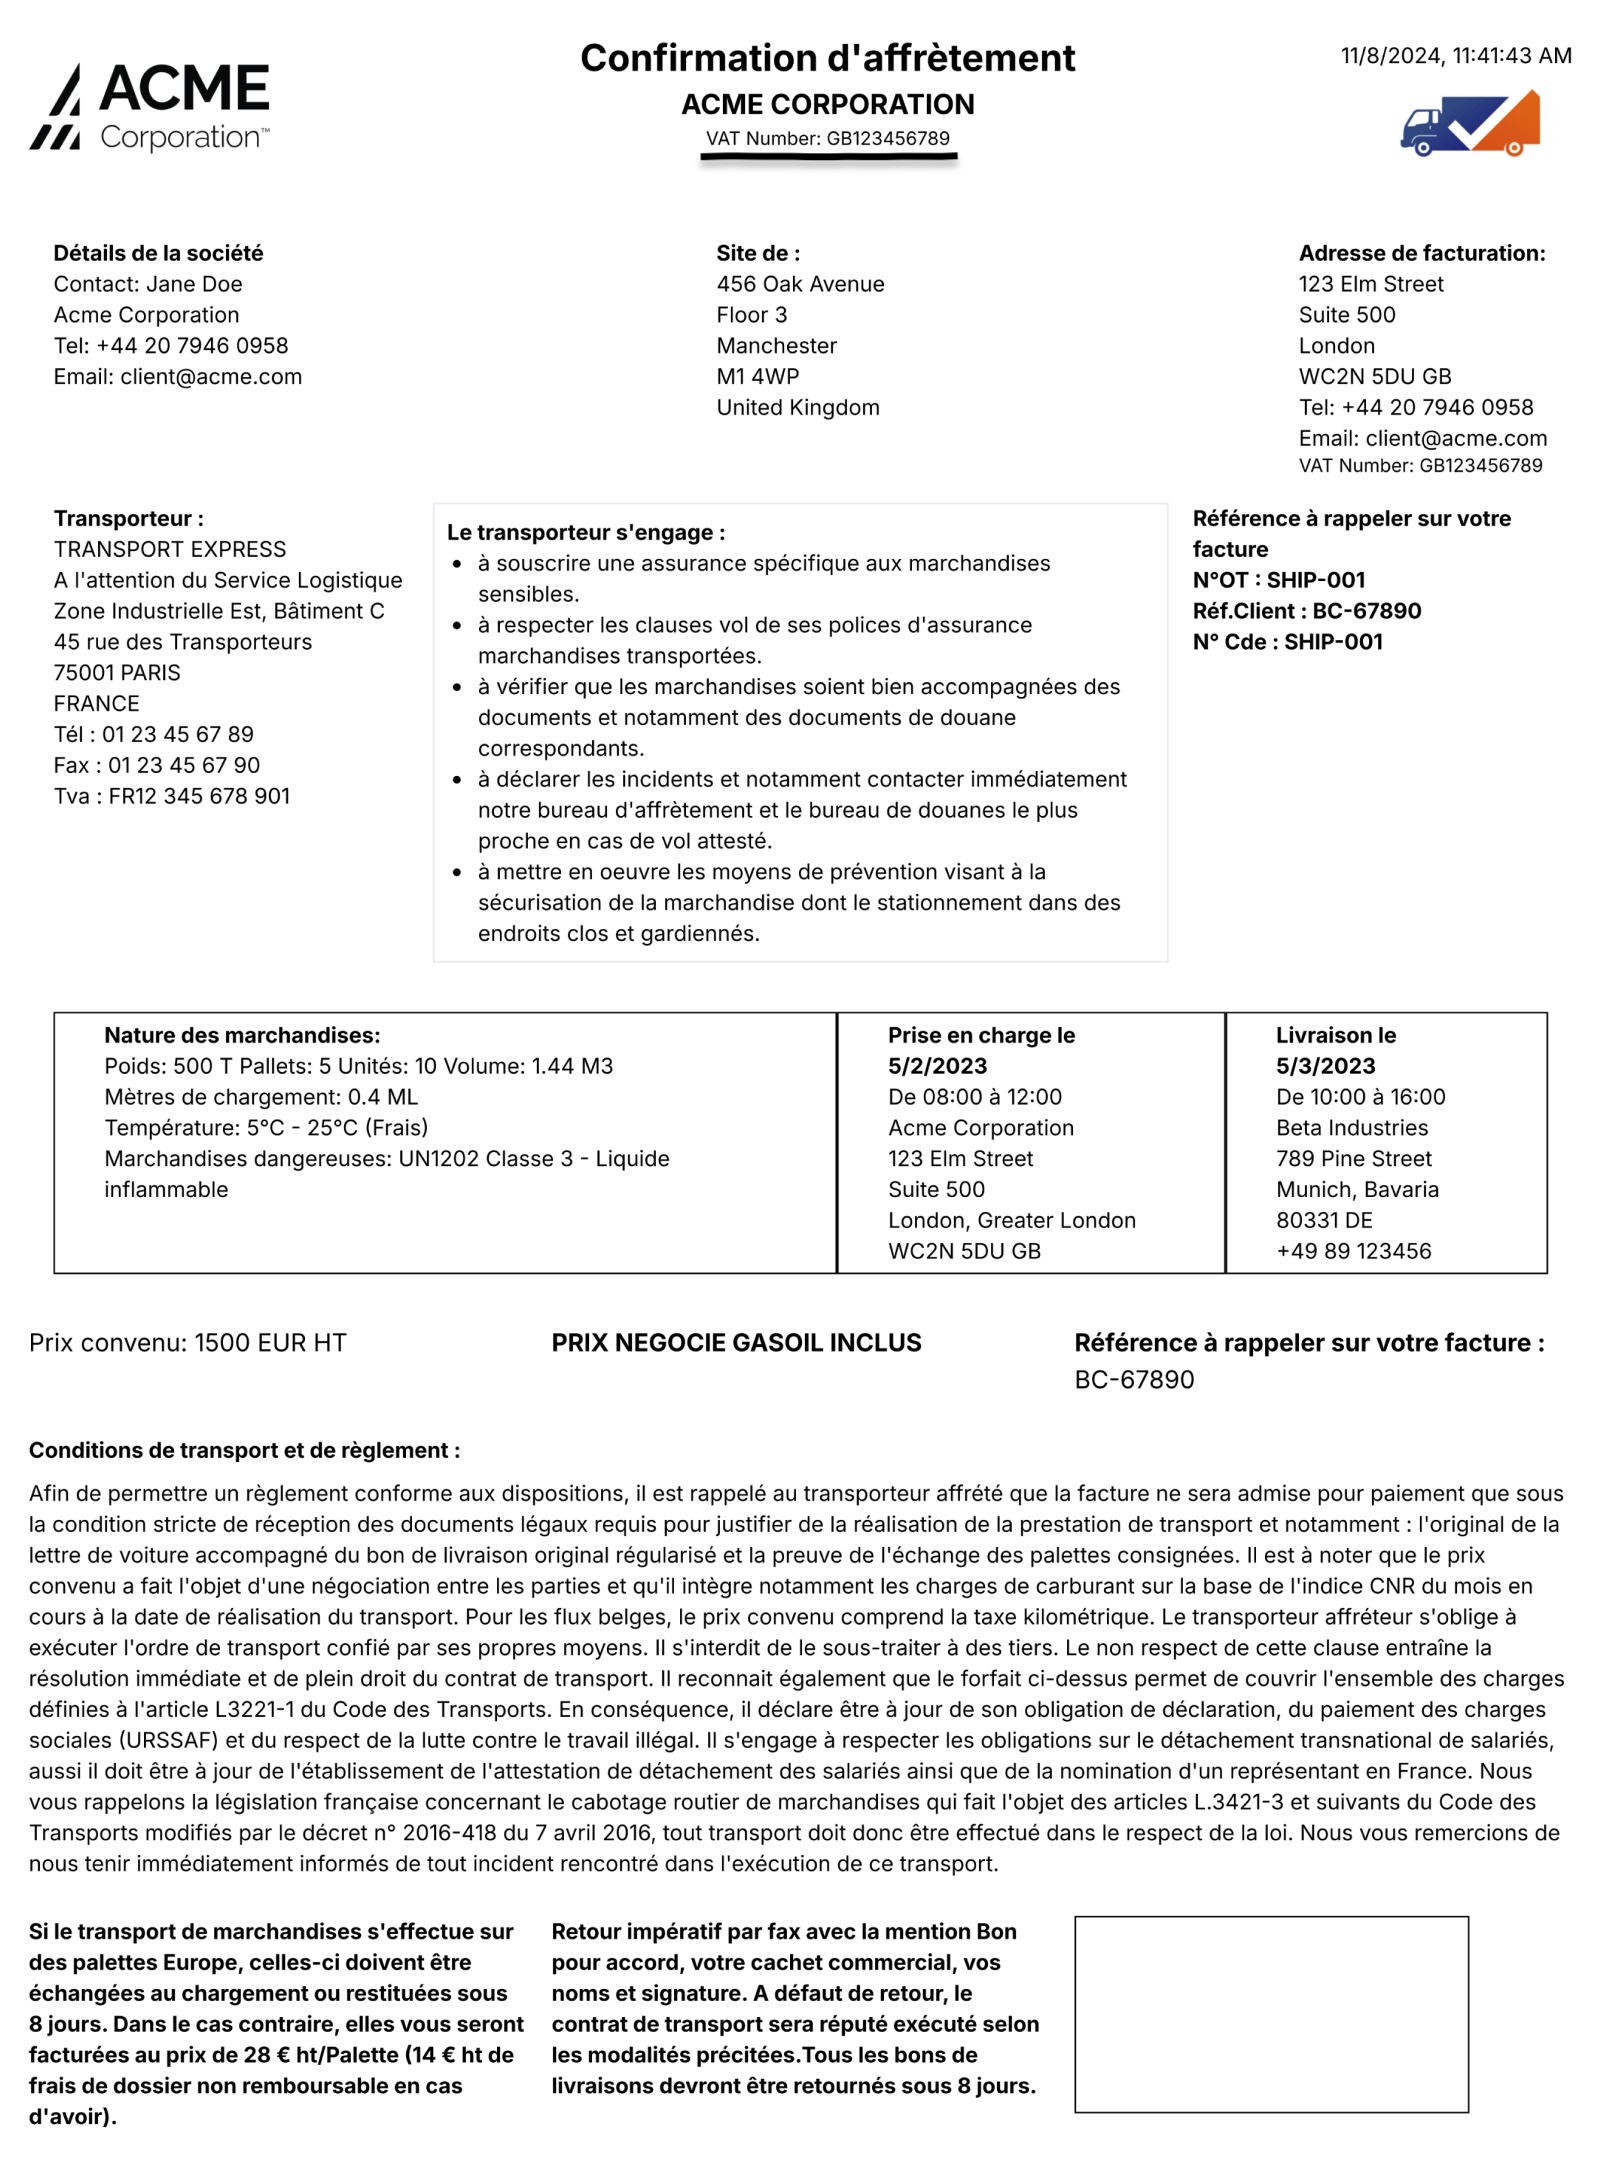 ACME
Corporation™
Confirmation d'affrètement
ACME CORPORATION
VAT Number: GB123456789
11/8/2024, 11:41:43 AM
Détails de la société
Contact: Jane Doe
Acme Corporation
Tel: +44 20 7946 0958
Email: client@acme.com
Site de :
456 Oak Avenue
Floor 3
Manchester
M1 4WP
United Kingdom
Adresse de facturation:
123 Elm Street
Suite 500
London
WC2N 5DU GB
Tel: +44 20 7946 0958
Email: client@acme.com
VAT Number: GB123456789
Transporteur :
TRANSPORT EXPRESS
A l'attention du Service Logistique
Zone Industrielle Est, Bâtiment C
45 rue des Transporteurs
75001 PARIS
FRANCE
Tél : 01 23 45 67 89
Fax : 01 23 45 67 90
Tva : FR12 345 678 901
Le transporteur s'engage :
• à souscrire une assurance spécifique aux marchandises
sensibles.
• à respecter les clauses vol de ses polices d'assurance
marchandises transportées.
• à vérifier que les marchandises soient bien accompagnées des
documents et notamment des documents de douane
correspondants.
• à déclarer les incidents et notamment contacter immédiatement
notre bureau d'affrètement et le bureau de douanes le plus
proche en cas de vol attesté.
• à mettre en oeuvre les moyens de prévention visant à la
sécurisation de la marchandise dont le stationnement dans des
endroits clos et gardiennés.
Référence à rappeler sur votre
facture
N°OT : SHIP-001
Réf.Client : BC-67890
N° Cde : SHIP-001
Nature des marchandises:
Poids: 500 T Pallets: 5 Unités: 10 Volume: 1.44 M3
Mètres de chargement: 0.4 ML
Température: 5°C - 25°C (Frais)
Marchandises dangereuses: UN1202 Classe 3 - Liquide
inflammable
Prise en charge le
5/2/2023
De 08:00 à 12:00
Acme Corporation
123 Elm Street
Suite 500
London, Greater London
WC2N 5DU GB
Livraison le
5/3/2023
De 10:00 à 16:00
Beta Industries
789 Pine Street
Munich, Bavaria
80331 DE
+49 89 123456
Prix convenu: 1500 EUR HT
PRIX NEGOCIE GASOIL INCLUS
Référence à rappeler sur votre facture :
BC-67890
Conditions de transport et de règlement :
Afin de permettre un règlement conforme aux dispositions, il est rappelé au transporteur affrété que la facture ne sera admise pour paiement que sous
la condition stricte de réception des documents légaux requis pour justifier de la réalisation de la prestation de transport et notamment : l'original de la
lettre de voiture accompagné du bon de livraison original régularisé et la preuve de l'échange des palettes consignées. Il est à noter que le prix
convenu a fait l'objet d'une négociation entre les parties et qu'il intègre notamment les charges de carburant sur la base de l'indice CNR du mois en
cours à la date de réalisation du transport. Pour les flux belges, le prix convenu comprend la taxe kilométrique. Le transporteur affréteur s'oblige à
exécuter l'ordre de transport confié par ses propres moyens. Il s'interdit de le sous-traiter à des tiers. Le non respect de cette clause entraîne la
résolution immédiate et de plein droit du contrat de transport. Il reconnait également que le forfait ci-dessus permet de couvrir l'ensemble des charges
définies à l'article L3221-1 du Code des Transports. En conséquence, il déclare être à jour de son obligation de déclaration, du paiement des charges
sociales (URSSAF) et du respect de la lutte contre le travail illégal. Il s'engage à respecter les obligations sur le détachement transnational de salariés,
aussi il doit être à jour de l'établissement de l'attestation de détachement des salariés ainsi que de la nomination d'un représentant en France. Nous
vous rappelons la législation française concernant le cabotage routier de marchandises qui fait l'objet des articles L.3421-3 et suivants du Code des
Transports modifiés par le décret n° 2016-418 du 7 avril 2016, tout transport doit donc être effectué dans le respect de la loi. Nous vous remercions de
nous tenir immédiatement informés de tout incident rencontré dans l'exécution de ce transport.
Si le transport de marchandises s'effectue sur
des palettes Europe, celles-ci doivent être
échangées au chargement ou restituées sous
8 jours. Dans le cas contraire, elles vous seront
facturées au prix de 28 € ht/Palette (14 € ht de
frais de dossier non remboursable en cas
d'avoir).
Retour impératif par fax avec la mention Bon
pour accord, votre cachet commercial, vos
noms et signature. A défaut de retour, le
contrat de transport sera réputé exécuté selon
les modalités précitées.Tous les bons de
livraisons devront être retournés sous 8 jours.